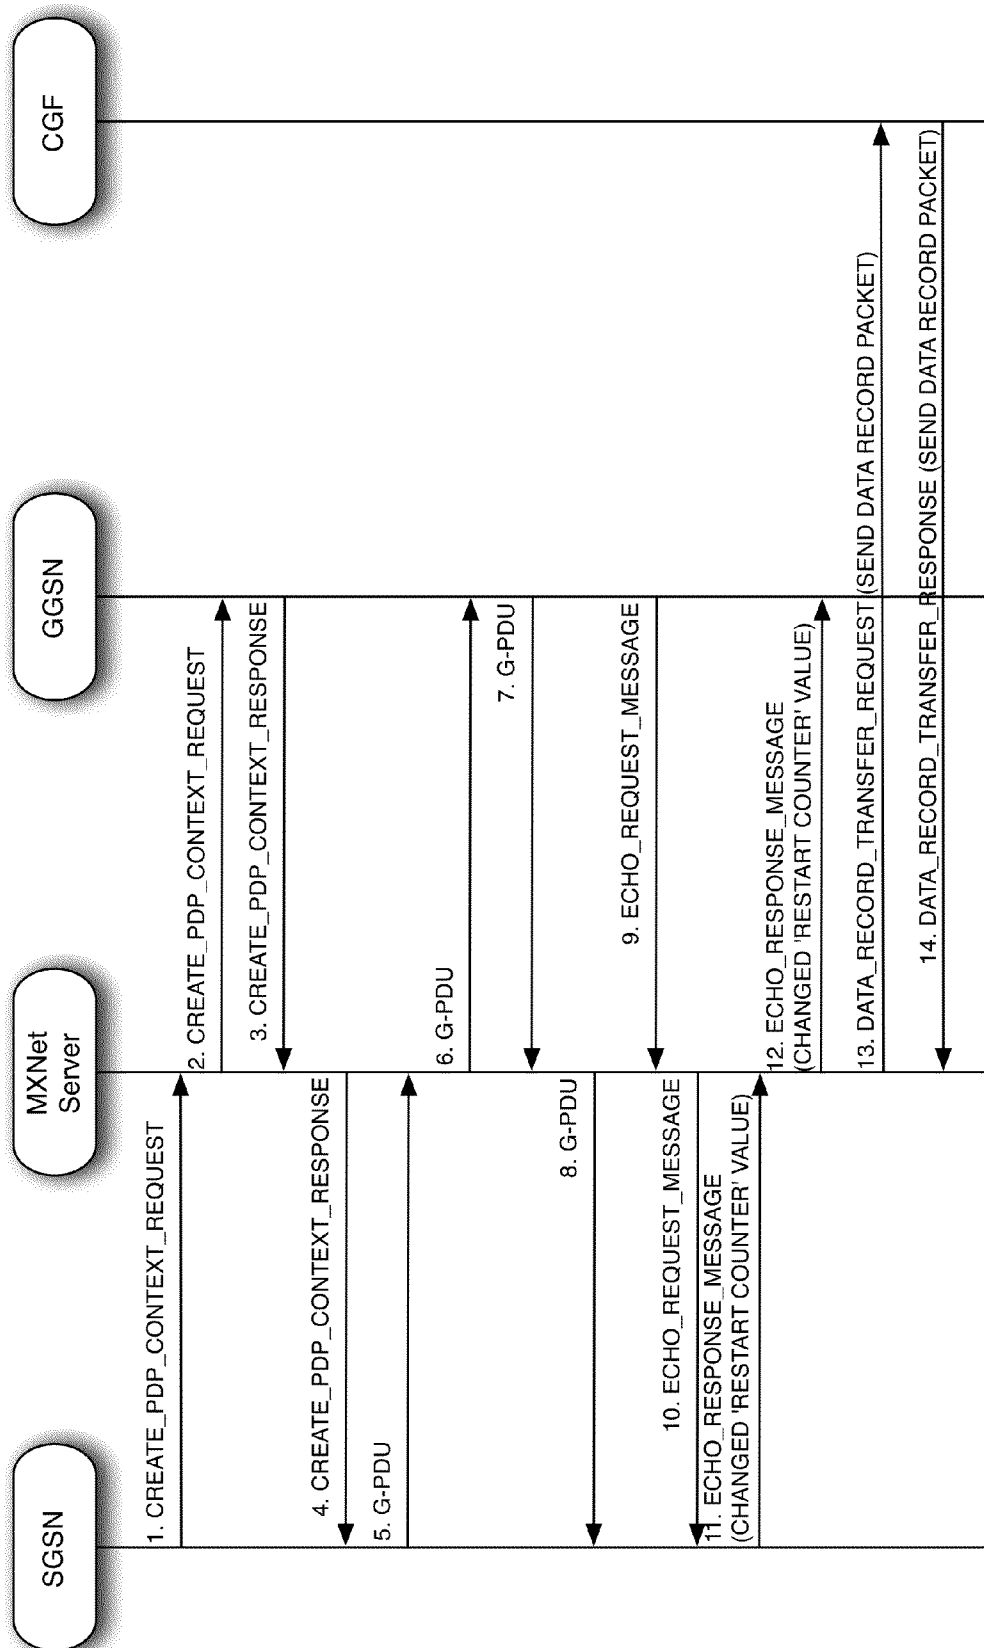 SGSN
MXNet
Server
GGSN
CGF
1. CREATE_PDP_CONTEXT_REQUEST
2. CREATE_PDP_CONTEXT_REQUEST
3. CREATE_PDP_CONTEXT_RESPONSE
4. CREATE_PDP_CONTEXT_RESPONSE
5. G-PDU
6. G-PDU
7. G-PDU
8. G-PDU
9. ECHO_REQUEST_MESSAGE
10. ECHO_REQUEST_MESSAGE
11. ECHO_RESPONSE_MESSAGE
(CHANGED 'RESTART COUNTER' VALUE)
12. ECHO_RESPONSE_MESSAGE
(CHANGED 'RESTART COUNTER' VALUE)
13. DATA_RECORD_TRANSFER_REQUEST (SEND DATA RECORD PACKET)
14. DATA_RECORD_TRANSFER_RESPONSE (SEND DATA RECORD PACKET)